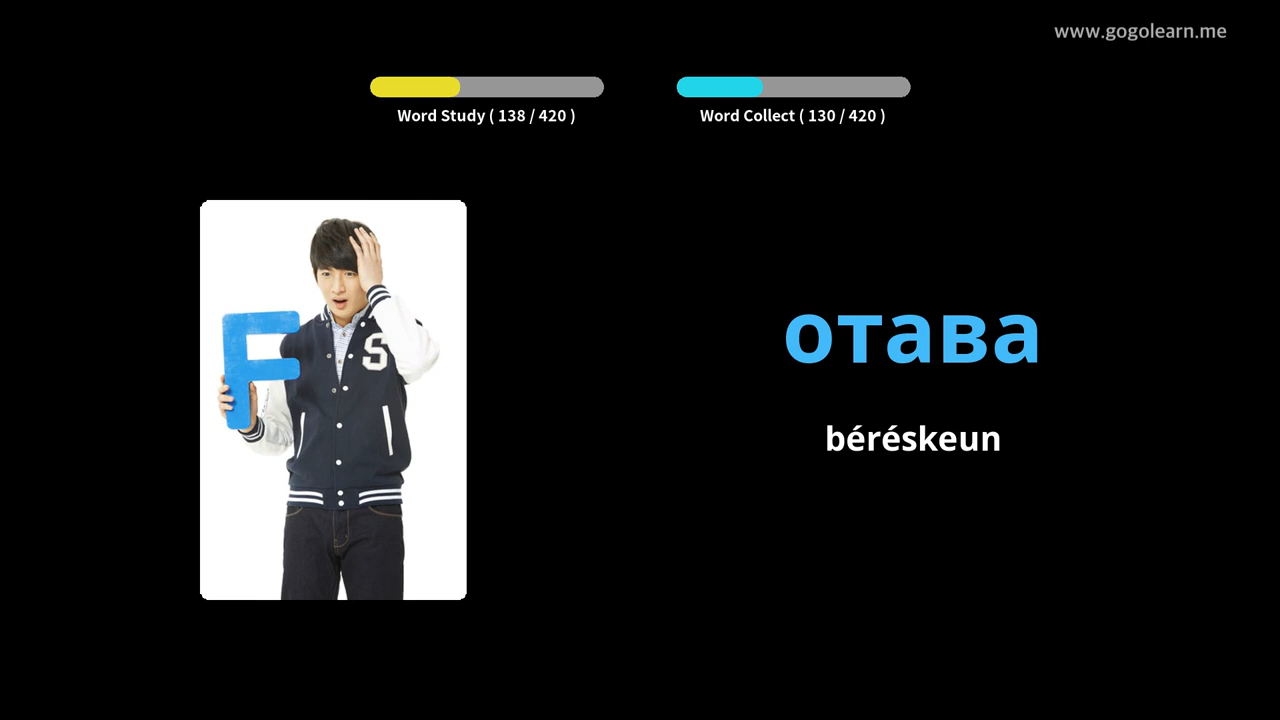 www.gogolearn.me
Word Study ( 138 / 420 )
Word Collect ( 130 / 420 )
F
S
отава
béréskeun